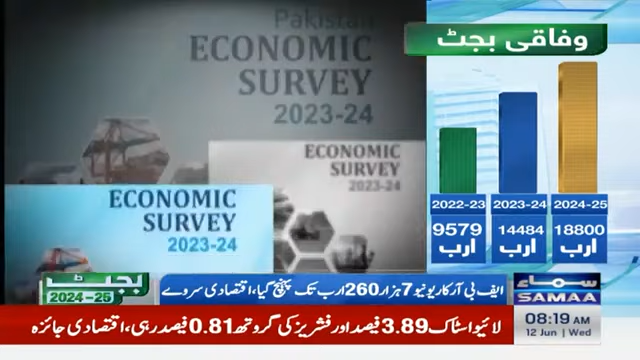 Pakistan
ECONOMIC
SURVEY
2023-24
ECONOMIC
SURVEY
2023-24
ECONOMIC
SURVEY
2023-24
وفاقی بجٹ
2022-23
2023-24
2024-25
9579
ارب
14484
ارب
18800
ارب
بجٹ
2024-25
ایف بی آر کا ریونیو 7 ہزار 260 ارب تک پہنچ گیا، اقتصادی سروے
سماء
SAMAA
لائیواسٹاک 3.89 فیصد اور فشریز کی گروتھ 0.81 فیصد رہی، اقتصادی جائزہ
08:19 AM
12 Jun | Wed